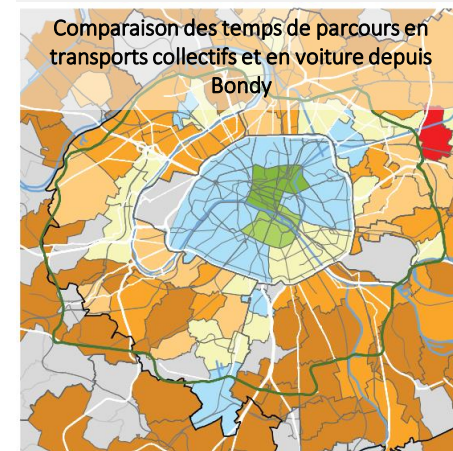 Comparaison des temps de parcours en
transports collectifs et en voiture depuis
Bondy